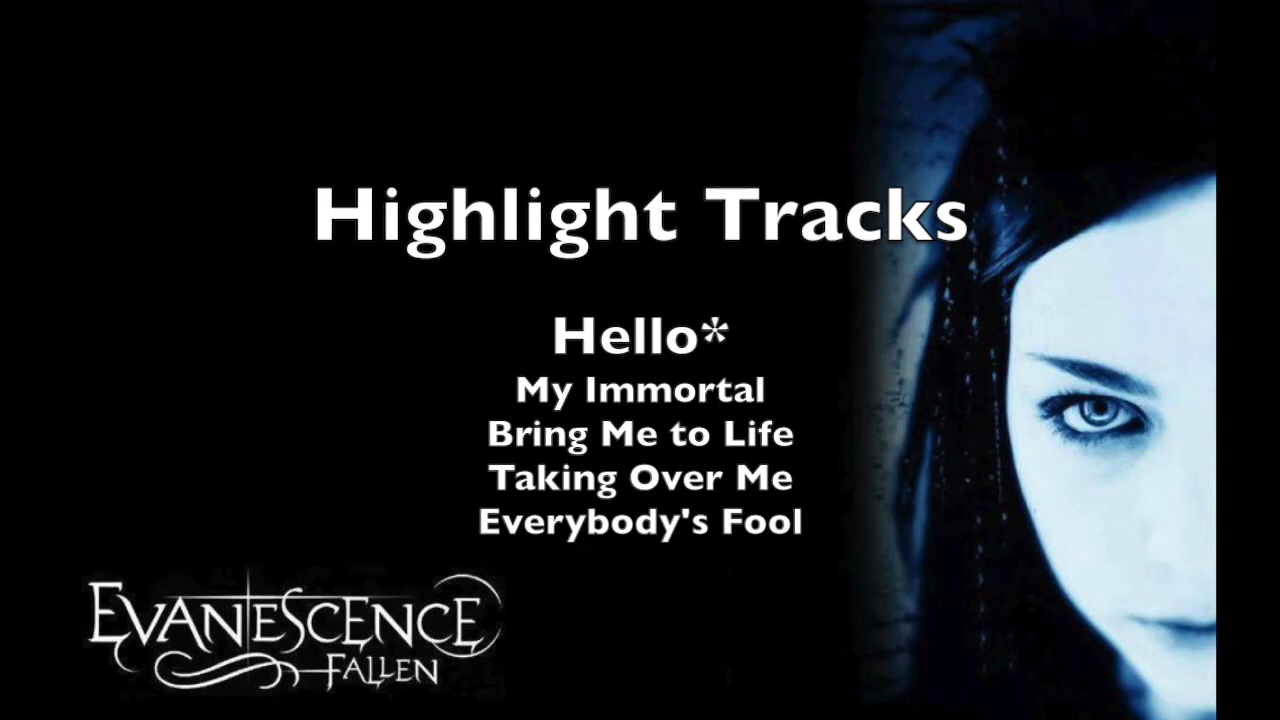 Highlight Tracks
Hello*
My Immortal
Bring Me to Life
Taking Over Me
Everybody's Fool
EVANESCENCE
FALLEN